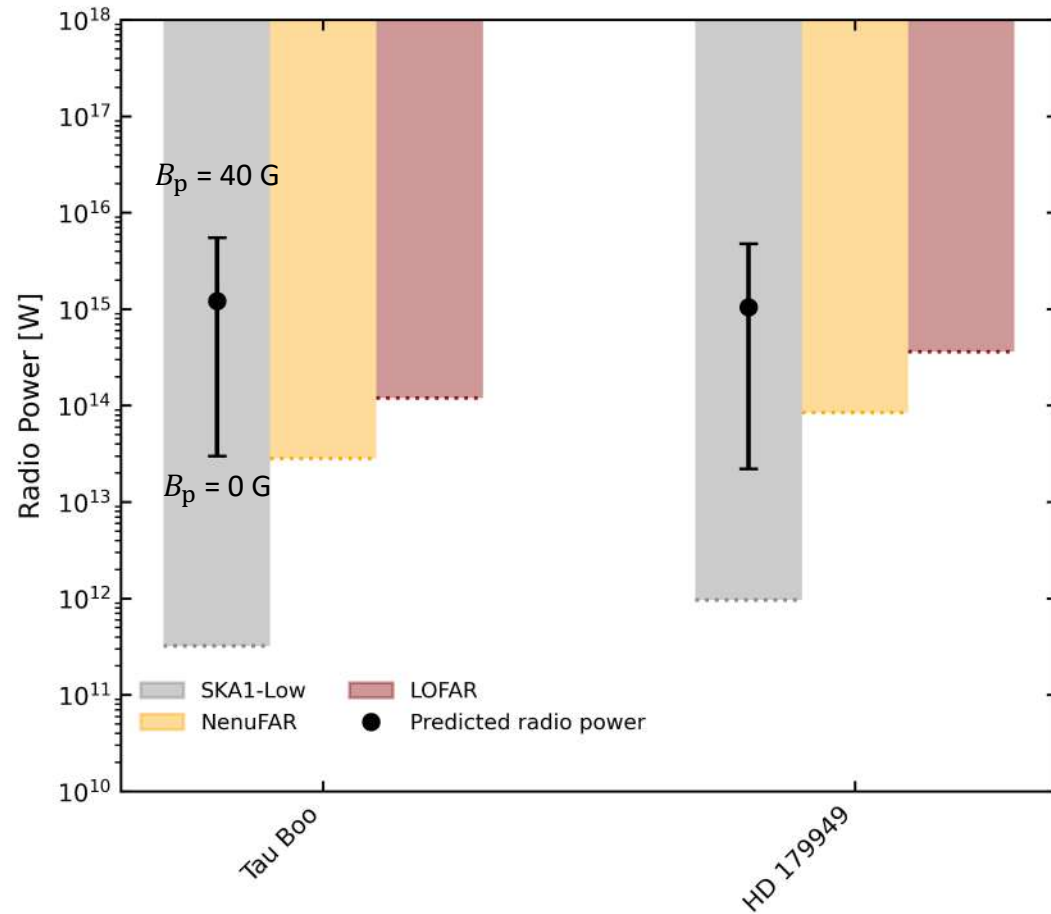 10^18
10^17
10^16
10^15
10^14
10^13
10^12
10^11
10^10
Radio Power [W]
B_p = 40 G
B_p = 0 G
SKA1-Low
NenuFAR
LOFAR
Predicted radio power
Tau Boo
HD 179949